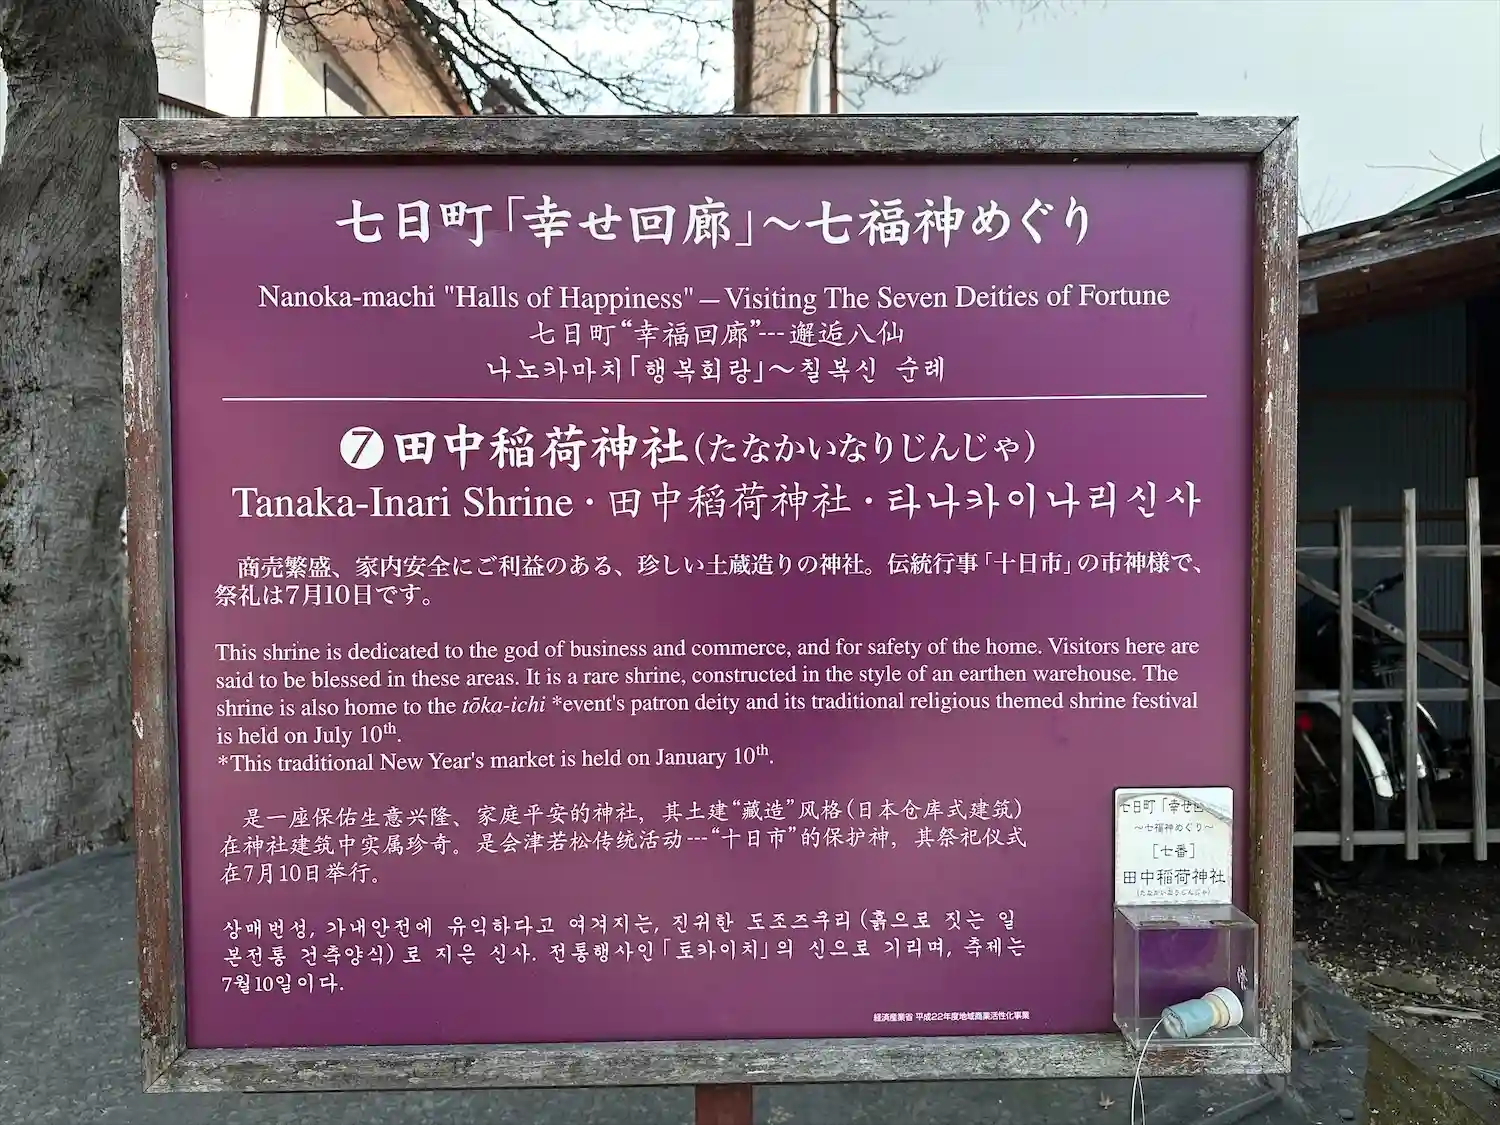 七日町「幸せ回廊」～七福神めぐり
Nanoka-machi "Halls of Happiness" – Visiting The Seven Deities of Fortune
七日町“幸福回廊”---邂逅八仙
나노카마치「행복회랑」～칠복신 순례
❼田中稲荷神社(たなかいなりじんじゃ)
Tanaka-Inari Shrine・田中稲荷神社・타나카이나리신사
商売繁盛、家内安全にご利益のある、珍しい土蔵造りの神社。伝統行事「十日市」の市神様で、
祭礼は7月10日です。
This shrine is dedicated to the god of business and commerce, and for safety of the home. Visitors here are
said to be blessed in these areas. It is a rare shrine, constructed in the style of an earthen warehouse. The
shrine is also home to the tōka-ichi *event's patron deity and its traditional religious themed shrine festival
is held on July 10th.
*This traditional New Year's market is held on January 10th.
是一座保佑生意兴隆、家庭平安的神社，其土建“藏造”风格(日本仓库式建筑)
在神社建筑中实属珍奇。是会津若松传统活动---“十日市”的保护神，其祭祀仪式
在7月10日举行。
상매번성, 가내안전에 유익하다고 여겨지는, 진귀한 도조즈쿠리(흙으로 짓는 일
본전통 건축양식)로 지은 신사. 전통행사인「토카이치」의 신으로 기리며, 축제는
7월10일이다.
経済産業省 平成22年度地域商業活性化事業
七日町「幸せ回
～七福神めぐり～
[七番]
田中稲荷神社
(たなかいなりじんじゃ)